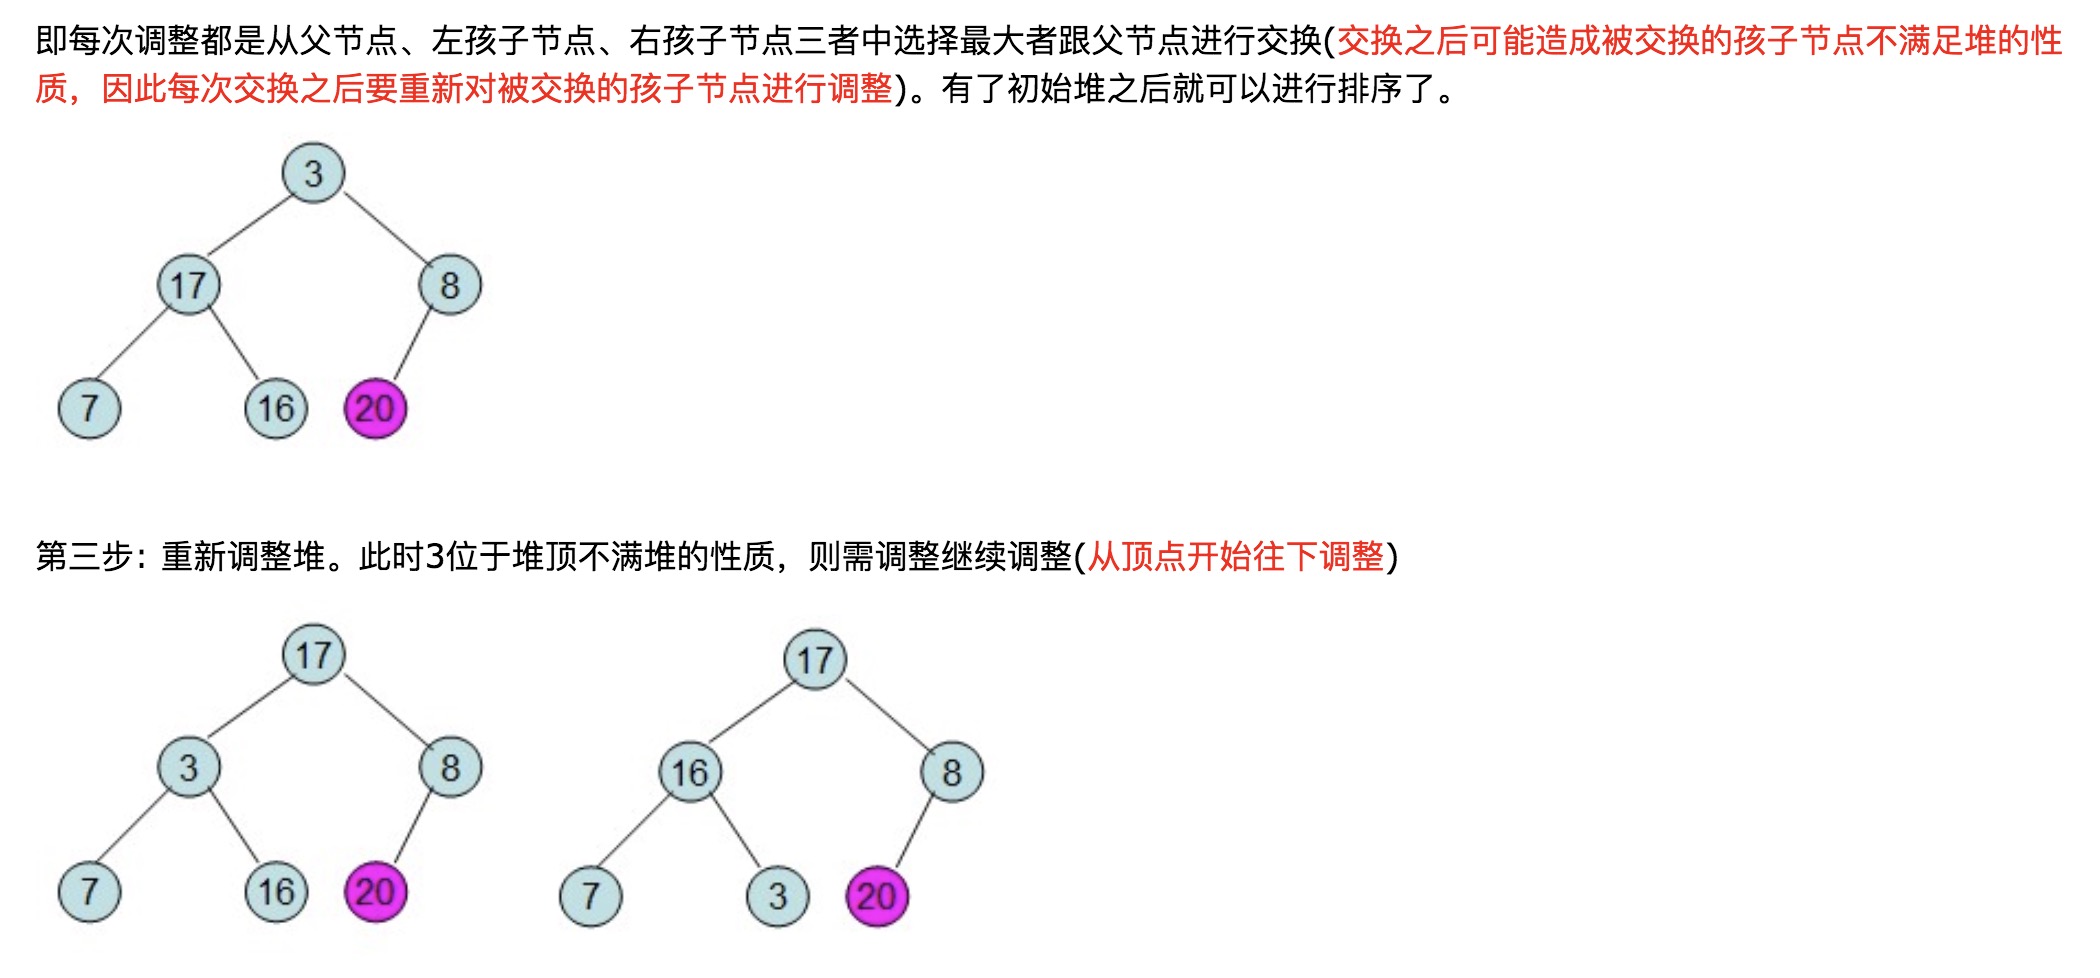 即每次调整都是从父节点、左孩子节点、右孩子节点三者中选择最大者跟父节点进行交换(交换之后可能造成被交换的孩子节点不满足堆的性
质，因此每次交换之后要重新对被交换的孩子节点进行调整)。有了初始堆之后就可以进行排序了。
3
17 8
7 16 20
第三步: 重新调整堆。此时3位于堆顶不满堆的性质，则需调整继续调整(从顶点开始往下调整)
17
3 8
7 16 20
17
16 8
7 3 20